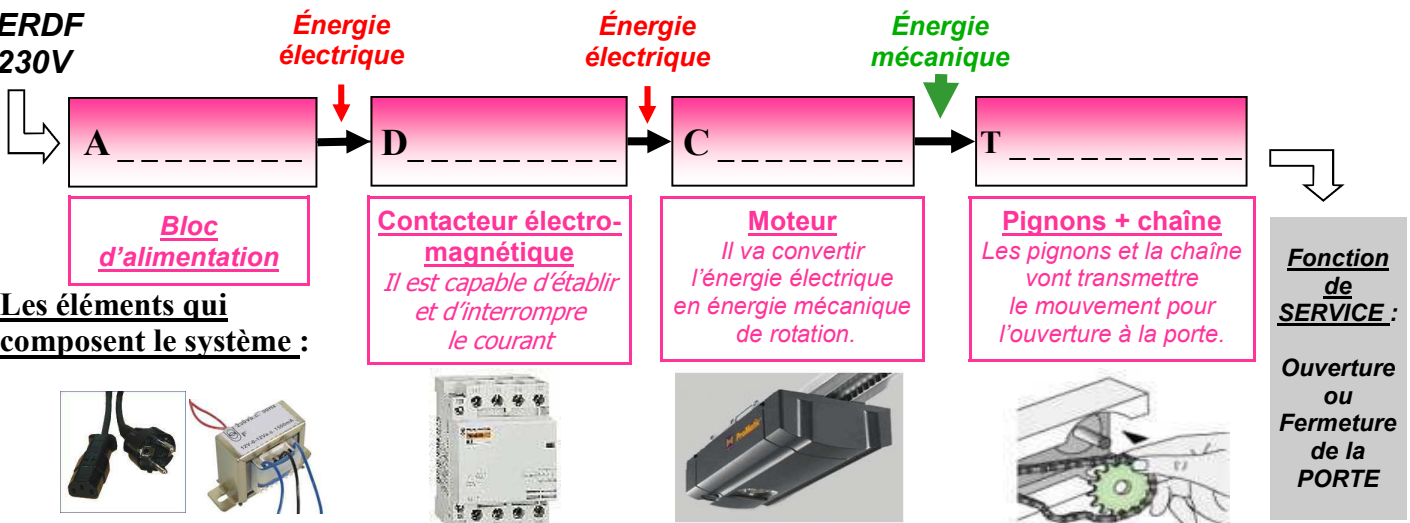 ERDF
230V
Énergie
électrique
Énergie
électrique
Énergie
mécanique
A _ _ _ _ _ _ _ _
D_ _ _ _ _ _ _ _ _
C _ _ _ _ _ _ _ _
T _ _ _ _ _ _ _ _ _ _
Bloc
d’alimentation
Contacteur électro-
magnétique
Il est capable d’établir
et d’interrompre
le courant
Moteur
Il va convertir
l’énergie électrique
en énergie mécanique
de rotation.
Pignons + chaîne
Les pignons et la chaîne
vont transmettre
le mouvement pour
l’ouverture à la porte.
Fonction
de
SERVICE :
Ouverture
ou
Fermeture
de la
PORTE
Les éléments qui
composent le système :
ProMatic